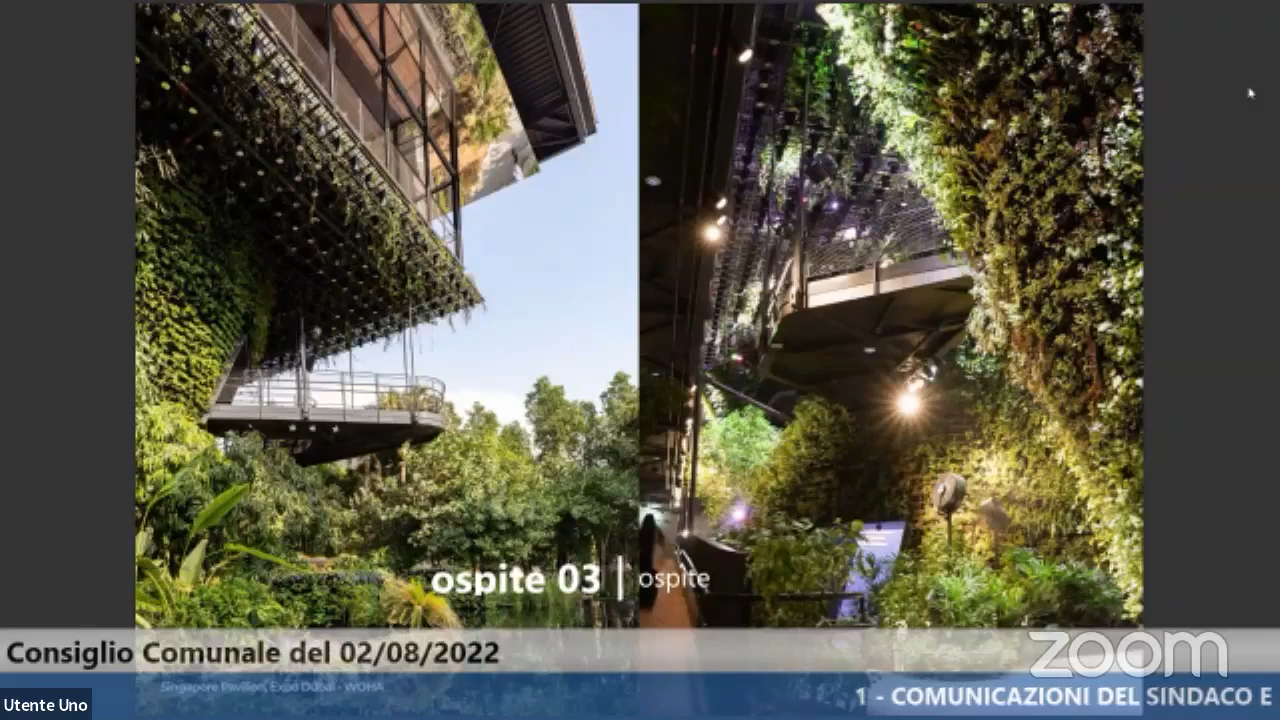 ospite 03 | ospite
zoom
Consiglio Comunale del 02/08/2022
Singapore Pavilion, Expo Dubai - WOHA
1 - COMUNICAZIONI DEL SINDACO E
Utente Uno